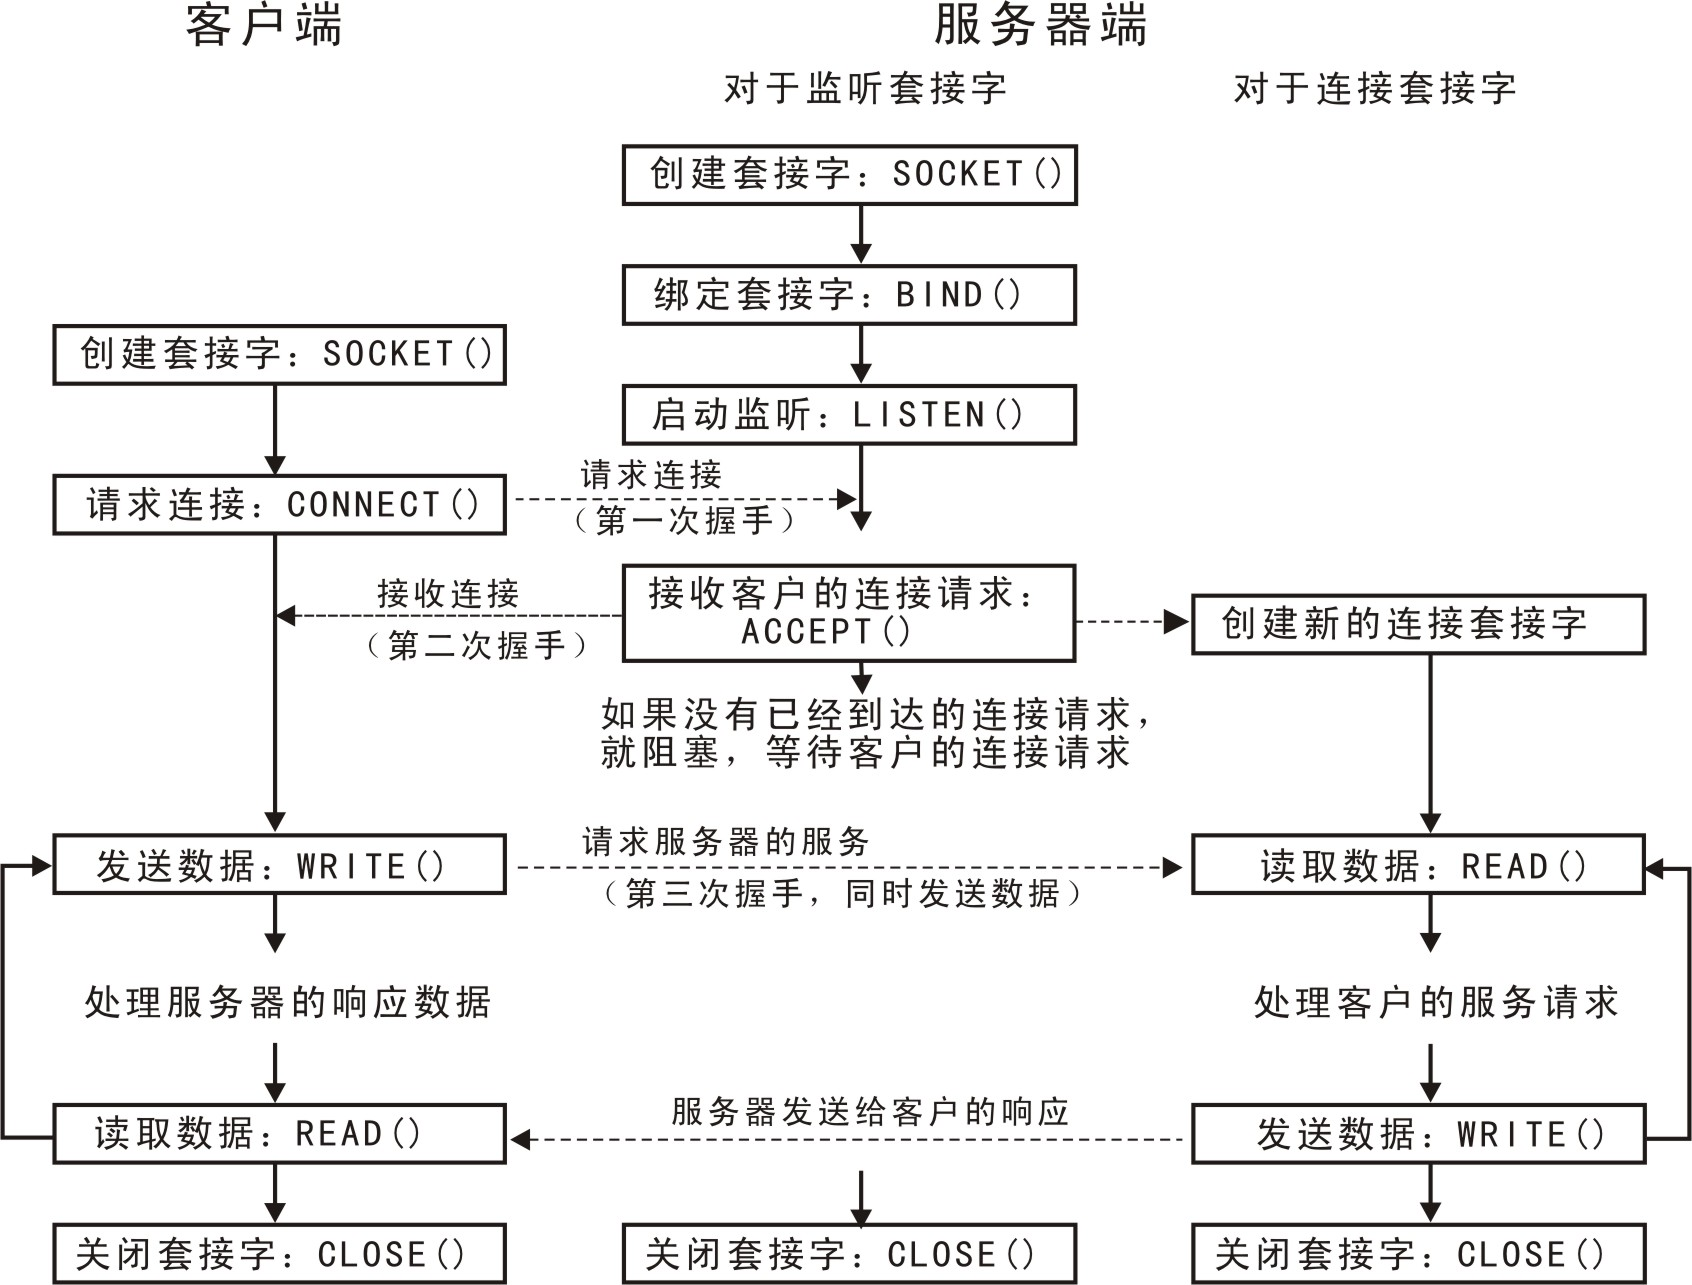 客户端
服务器端
对于监听套接字
对于连接套接字
创建套接字：SOCKET()
绑定套接字：BIND()
创建套接字：SOCKET()
启动监听：LISTEN()
请求连接：CONNECT()
请求连接
（第一次握手）
接收连接
（第二次握手）
接收客户的连接请求：
ACCEPT()
创建新的连接套接字
如果没有已经到达的连接请求，
就阻塞，等待客户的连接请求
发送数据：WRITE()
请求服务器的服务
（第三次握手，同时发送数据）
读取数据：READ()
处理服务器的响应数据
处理客户的服务请求
读取数据：READ()
服务器发送给客户的响应
发送数据：WRITE()
关闭套接字：CLOSE()
关闭套接字：CLOSE()
关闭套接字：CLOSE()